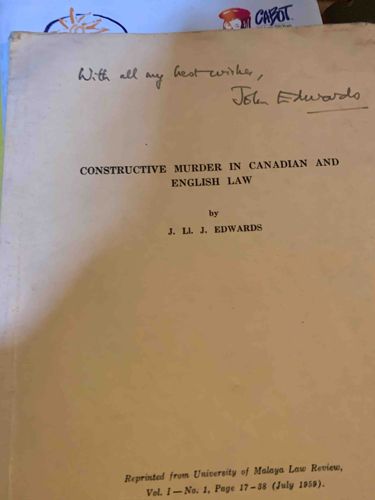 CABOT
With all my best wishes,
John Edwards
CONSTRUCTIVE MURDER IN CANADIAN AND
ENGLISH LAW
by
J. Ll. J. EDWARDS
Reprinted from University of Malaya Law Review,
Vol. I — No. 1, Page 17 - 38 (July 1959).